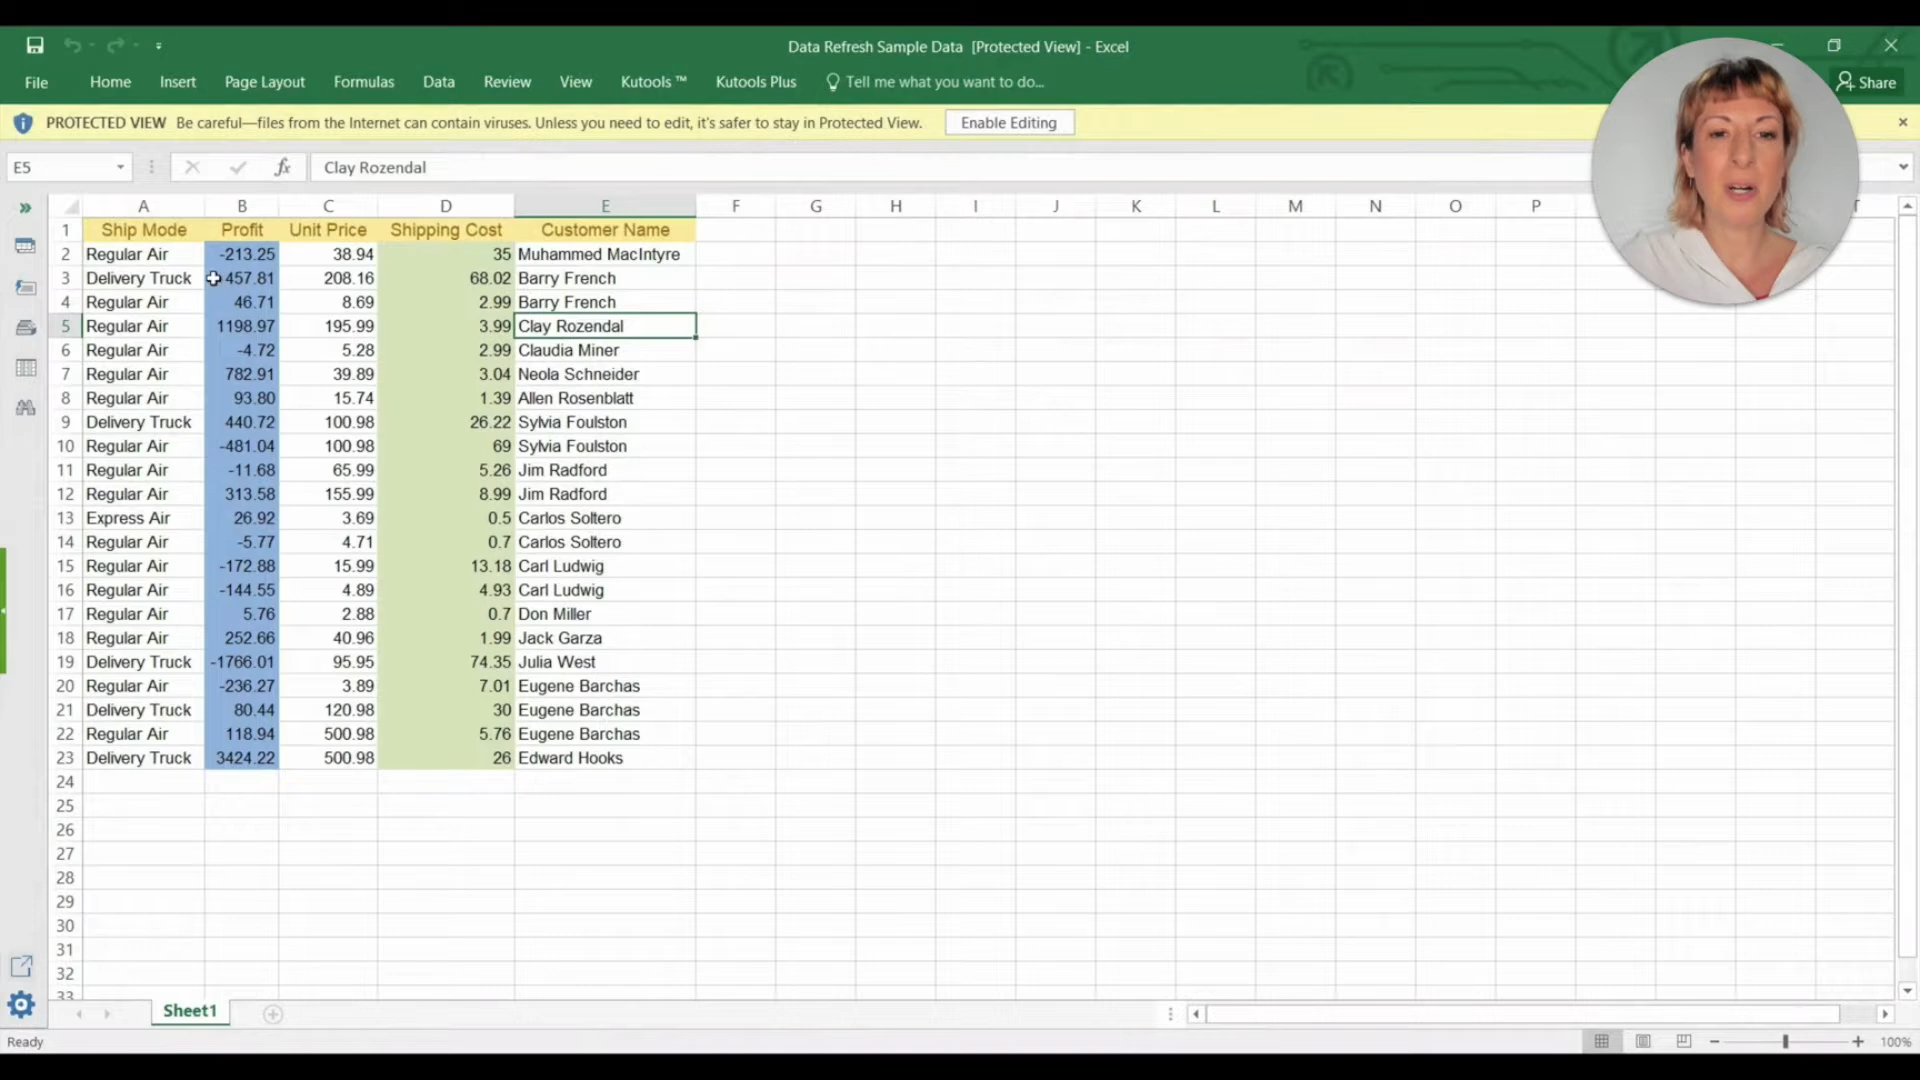 Data Refresh Sample Data [Protected View] - Excel
File Home Insert Page Layout Formulas Data Review View Kutools ™ Kutools Plus Tell me what you want to do... Share
PROTECTED VIEW Be careful—files from the Internet can contain viruses. Unless you need to edit, it's safer to stay in Protected View. Enable Editing
E5 fx Clay Rozendal
A B C D E F G H I J K L M N O P
1 Ship Mode Profit Unit Price Shipping Cost Customer Name
2 Regular Air -213.25 38.94 35 Muhammed MacIntyre
3 Delivery Truck 457.81 208.16 68.02 Barry French
4 Regular Air 46.71 8.69 2.99 Barry French
5 Regular Air 1198.97 195.99 3.99 Clay Rozendal
6 Regular Air -4.72 5.28 2.99 Claudia Miner
7 Regular Air 782.91 39.89 3.04 Neola Schneider
8 Regular Air 93.80 15.74 1.39 Allen Rosenblatt
9 Delivery Truck 440.72 100.98 26.22 Sylvia Foulston
10 Regular Air -481.04 100.98 69 Sylvia Foulston
11 Regular Air -11.68 65.99 5.26 Jim Radford
12 Regular Air 313.58 155.99 8.99 Jim Radford
13 Express Air 26.92 3.69 0.5 Carlos Soltero
14 Regular Air -5.77 4.71 0.7 Carlos Soltero
15 Regular Air -172.88 15.99 13.18 Carl Ludwig
16 Regular Air -144.55 4.89 4.93 Carl Ludwig
17 Regular Air 5.76 2.88 0.7 Don Miller
18 Regular Air 252.66 40.96 1.99 Jack Garza
19 Delivery Truck -1766.01 95.95 74.35 Julia West
20 Regular Air -236.27 3.89 7.01 Eugene Barchas
21 Delivery Truck 80.44 120.98 30 Eugene Barchas
22 Regular Air 118.94 500.98 5.76 Eugene Barchas
23 Delivery Truck 3424.22 500.98 26 Edward Hooks
24
25
26
27
28
29
30
31
32
33
Sheet1
Ready 100%